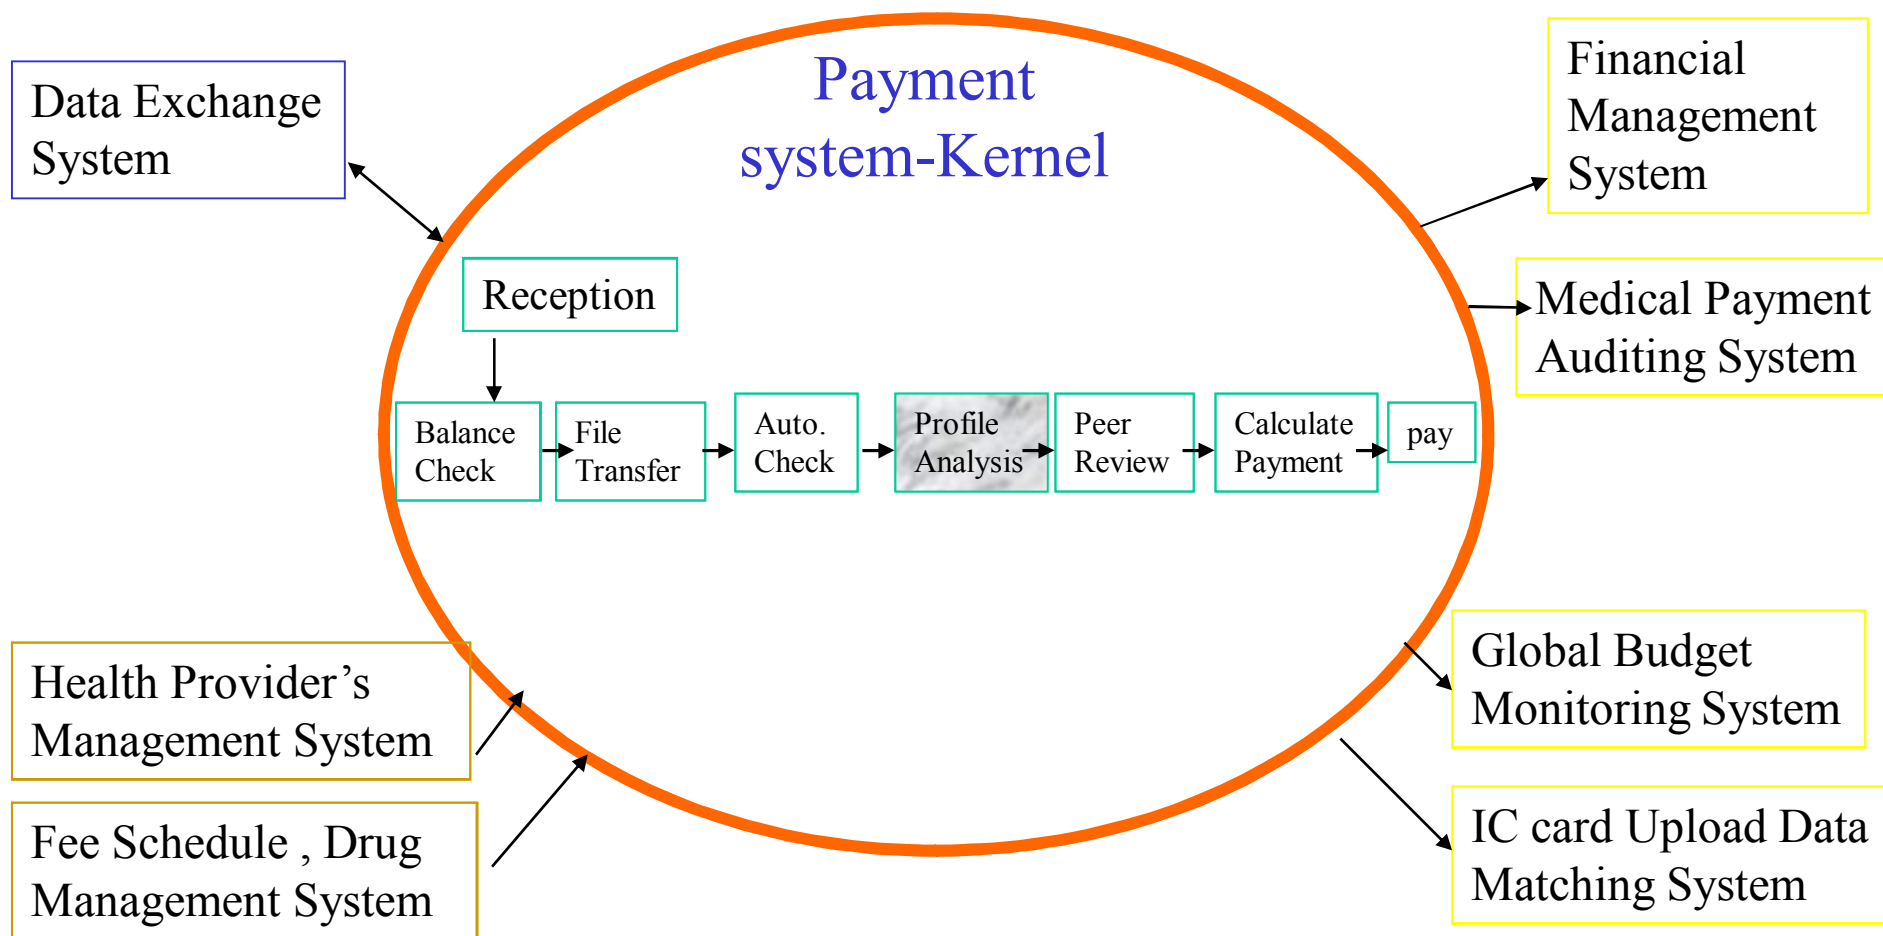 Payment
system-Kernel
Data Exchange
System
Financial
Management
System
Medical Payment
Auditing System
Reception
Balance
Check
File
Transfer
Auto.
Check
Profile
Analysis
Peer
Review
Calculate
Payment
pay
Health Provider’s
Management System
Fee Schedule , Drug
Management System
Global Budget
Monitoring System
IC card Upload Data
Matching System